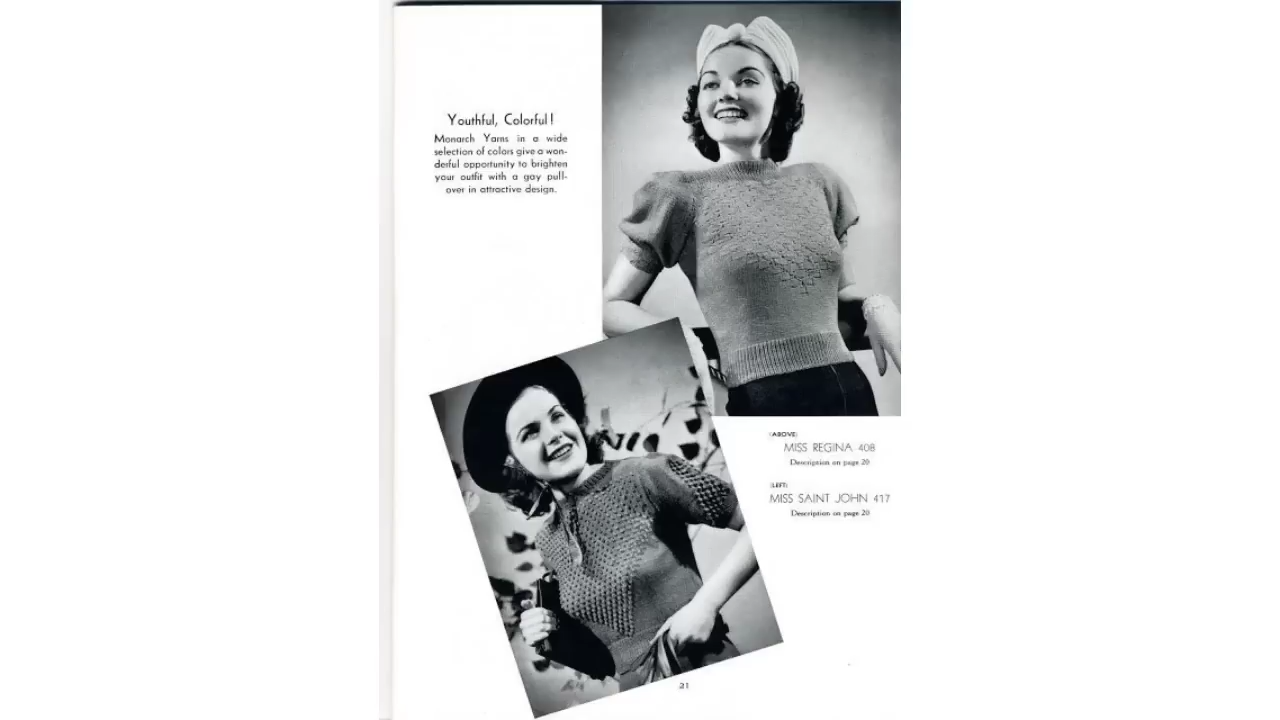 Youthful, Colorful!
Monarch Yarns in a wide
selection of colors give a won-
derful opportunity to brighten
your outfit with a gay pull-
over in attractive design.
(ABOVE)
MISS REGINA 408
Description on page 20
(LEFT)
MISS SAINT JOHN 417
Description on page 20
21